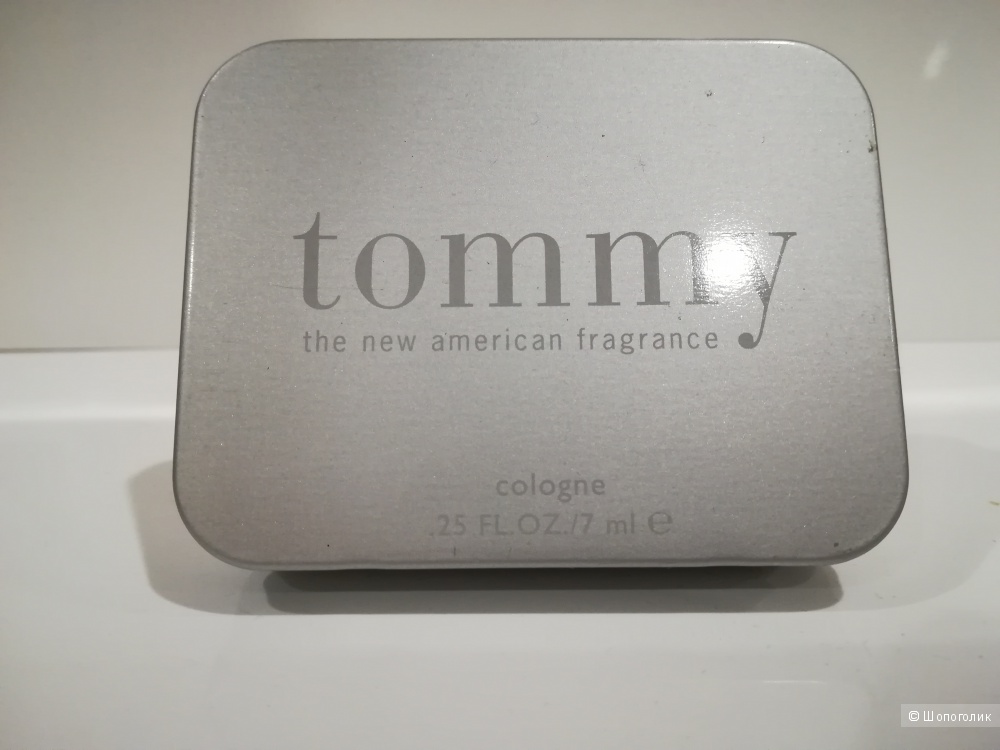 tommy
the new american fragrance
cologne
.25 FL.OZ./7 ml ℮
© Шопоголик